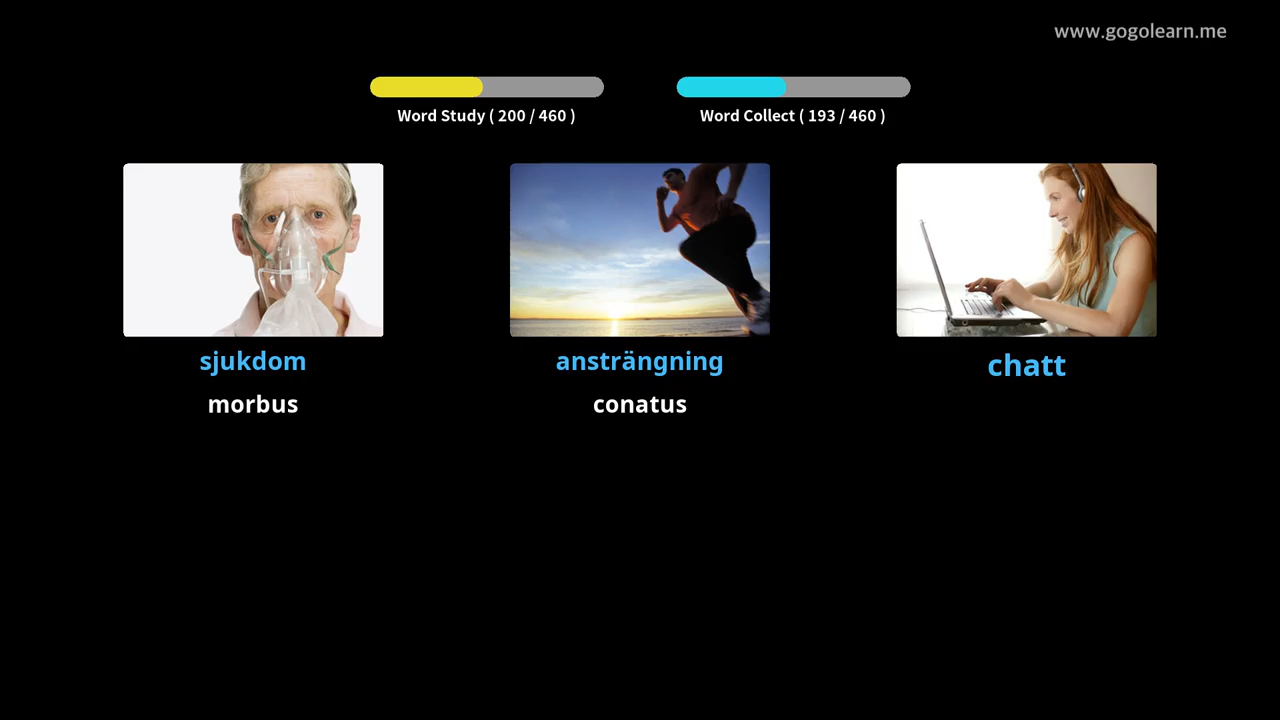 www.gogolearn.me
Word Study ( 200 / 460 )
Word Collect ( 193 / 460 )
sjukdom
morbus
ansträngning
conatus
chatt